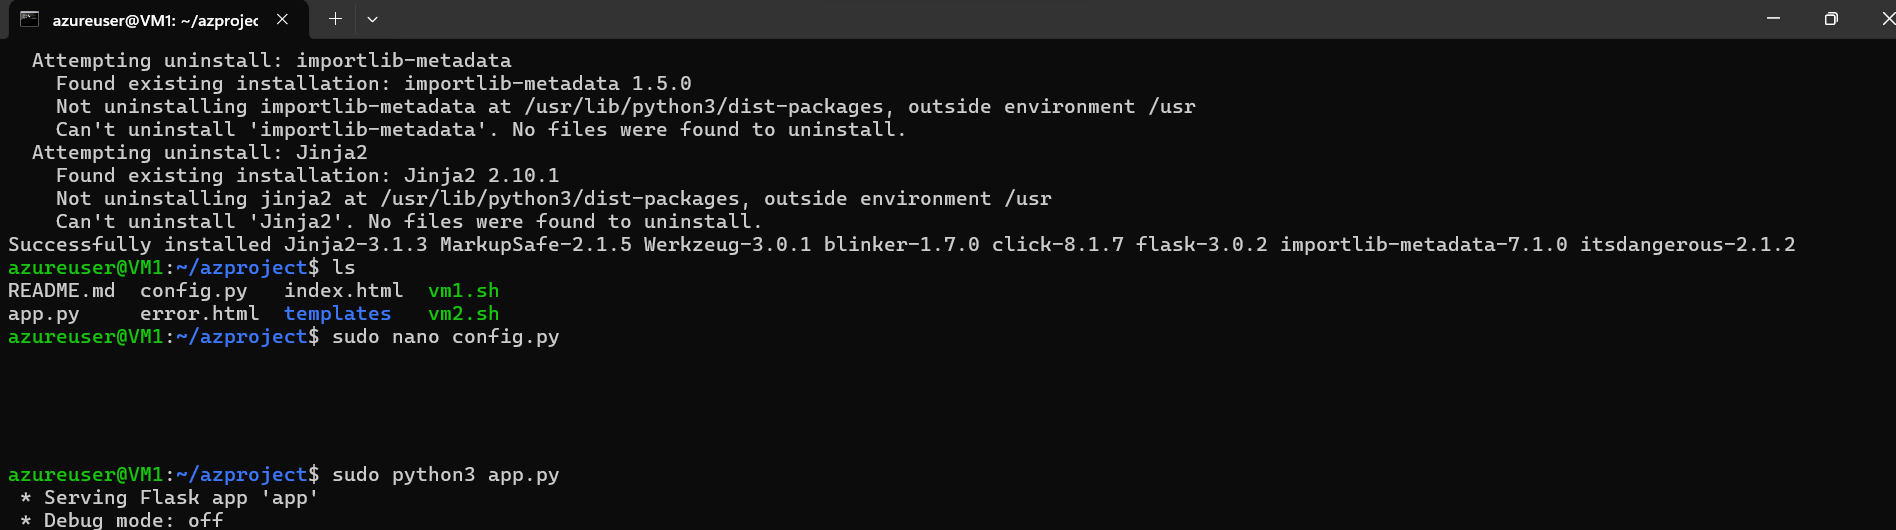 azureuser@VM1: ~/azprojec
Attempting uninstall: importlib-metadata
Found existing installation: importlib-metadata 1.5.0
Not uninstalling importlib-metadata at /usr/lib/python3/dist-packages, outside environment /usr
Can't uninstall 'importlib-metadata'. No files were found to uninstall.
Attempting uninstall: Jinja2
Found existing installation: Jinja2 2.10.1
Not uninstalling jinja2 at /usr/lib/python3/dist-packages, outside environment /usr
Can't uninstall 'Jinja2'. No files were found to uninstall.
Successfully installed Jinja2-3.1.3 MarkupSafe-2.1.5 Werkzeug-3.0.1 blinker-1.7.0 click-8.1.7 flask-3.0.2 importlib-metadata-7.1.0 itsdangerous-2.1.2
azureuser@VM1:~/azproject$ ls
README.md  config.py   index.html  vm1.sh
app.py     error.html  templates   vm2.sh
azureuser@VM1:~/azproject$ sudo nano config.py
azureuser@VM1:~/azproject$ sudo python3 app.py
* Serving Flask app 'app'
* Debug mode: off